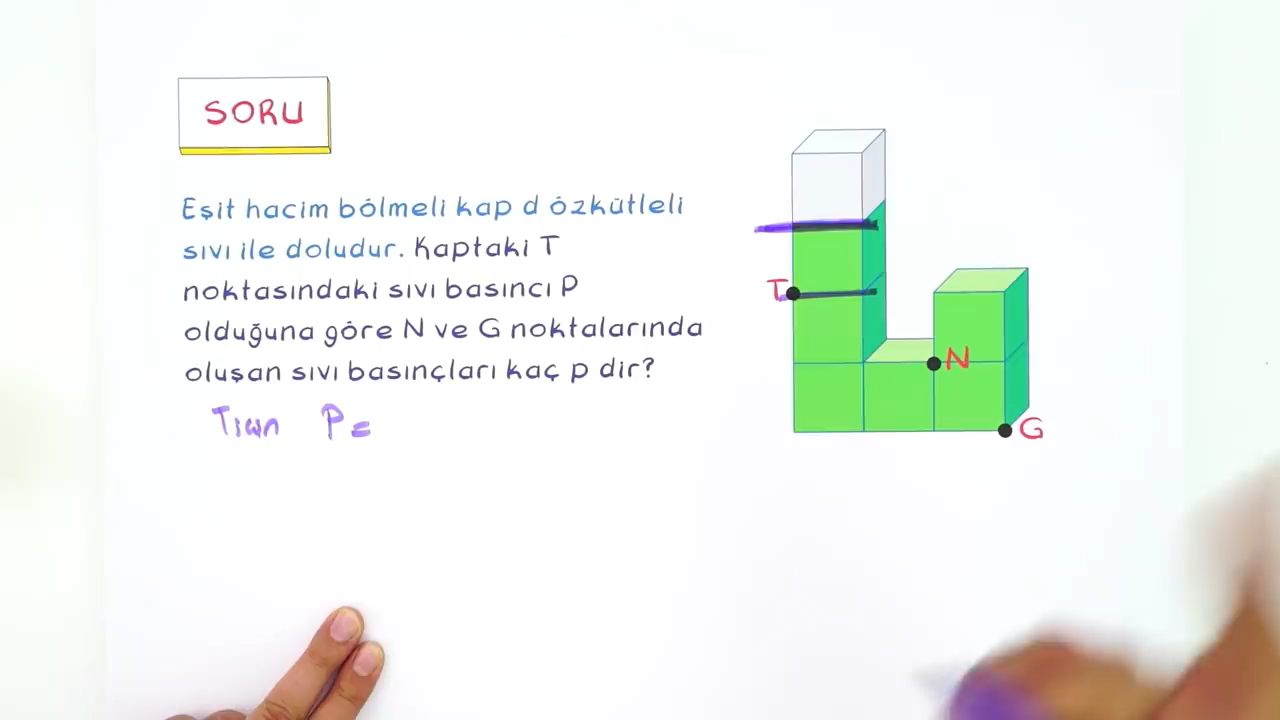 SORU
Eşit hacim bölmeli kap d özkütleli
sıvı ile doludur. Kaptaki T
noktasındaki sıvı basıncı P
olduğuna göre N ve G noktalarında
oluşan sıvı basınçları kaç p dir?
P =
T
N
G